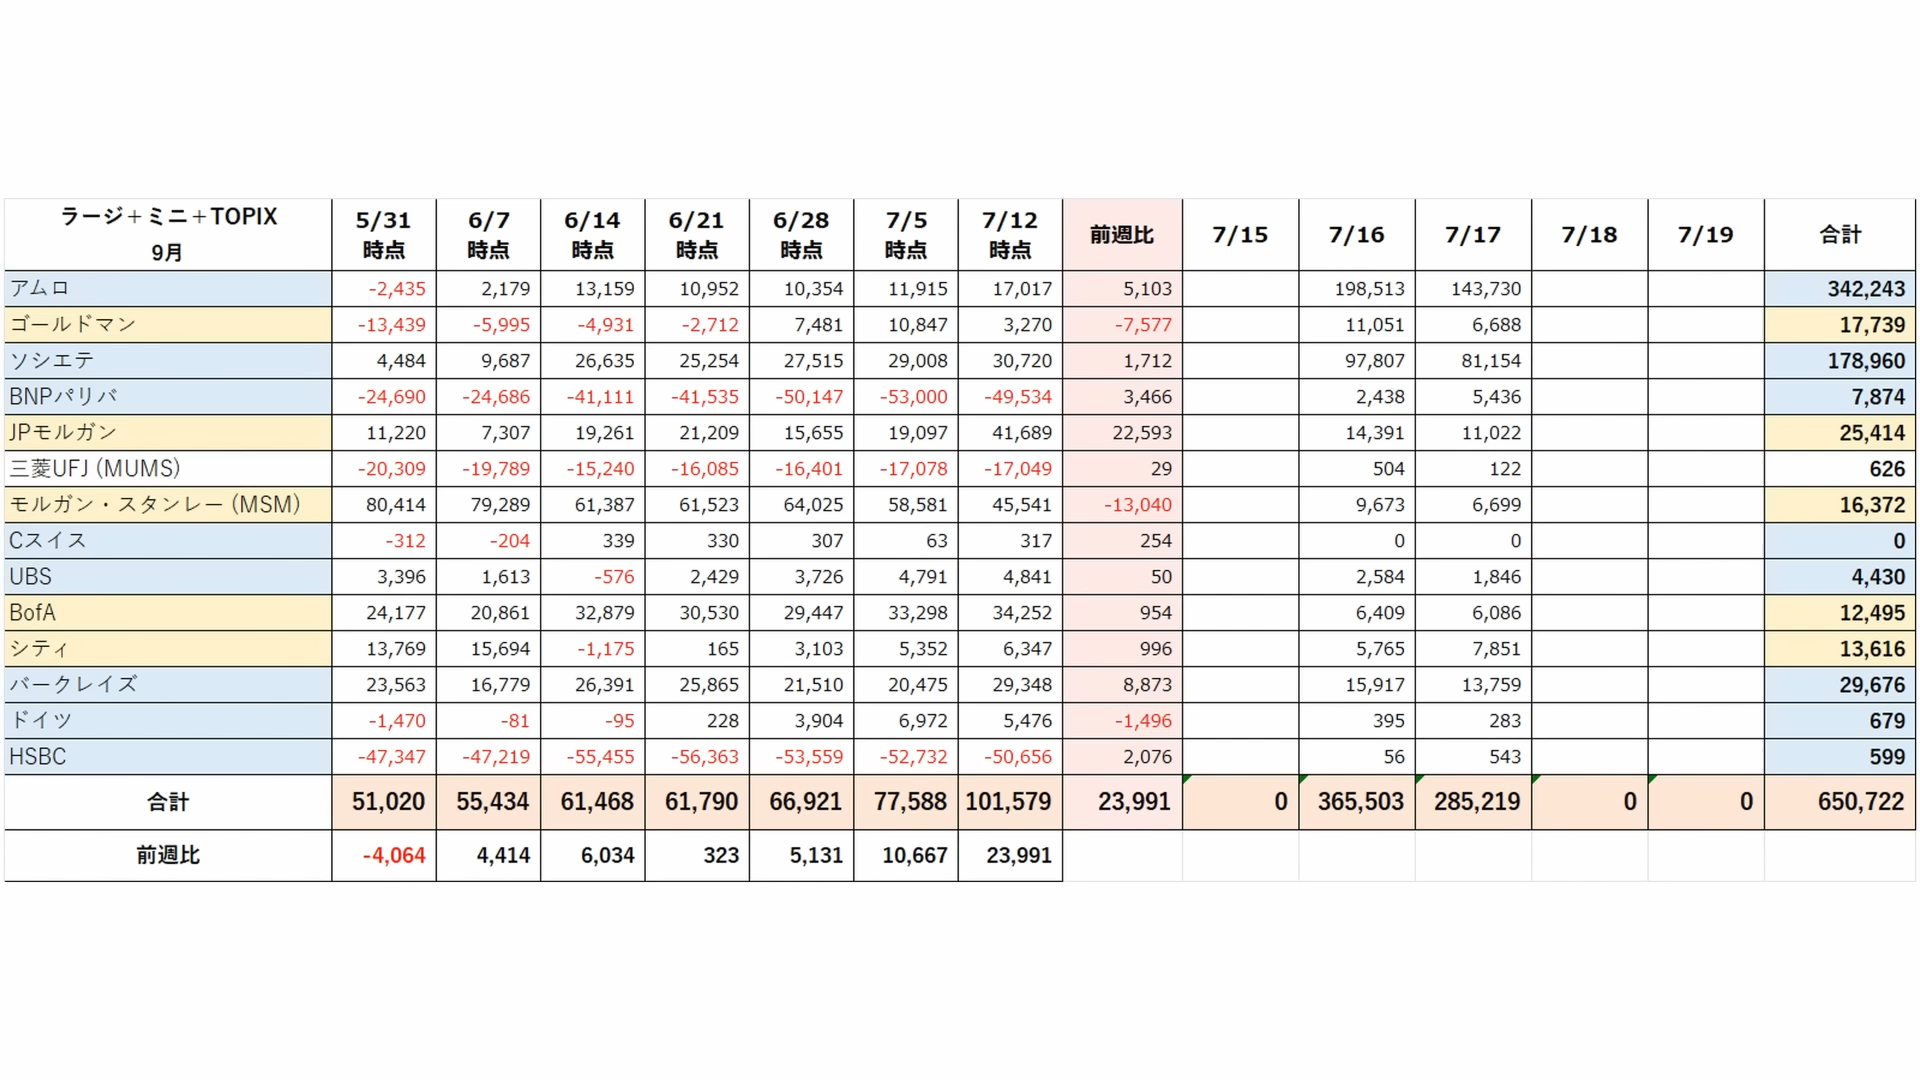 ラージ＋ミニ＋TOPIX
9月
5/31 時点 6/7 時点 6/14 時点 6/21 時点 6/28 時点 7/5 時点 7/12 時点 前週比 7/15 7/16 7/17 7/18 7/19 合計
アムロ -2,435 2,179 13,159 10,952 10,354 11,915 17,017 5,103 198,513 143,730 342,243
ゴールドマン -13,439 -5,995 -4,931 -2,712 7,481 10,847 3,270 -7,577 11,051 6,688 17,739
ソシエテ 4,484 9,687 26,635 25,254 27,515 29,008 30,720 1,712 97,807 81,154 178,960
BNPパリバ -24,690 -24,686 -41,111 -41,535 -50,147 -53,000 -49,534 3,466 2,438 5,436 7,874
JPモルガン 11,220 7,307 19,261 21,209 15,655 19,097 41,689 22,593 14,391 11,022 25,414
三菱UFJ (MUMS) -20,309 -19,789 -15,240 -16,085 -16,401 -17,078 -17,049 29 504 122 626
モルガン・スタンレー (MSM) 80,414 79,289 61,387 61,523 64,025 58,581 45,541 -13,040 9,673 6,699 16,372
Cスイス -312 -204 339 330 307 63 317 254 0 0 0
UBS 3,396 1,613 -576 2,429 3,726 4,791 4,841 50 2,584 1,846 4,430
BofA 24,177 20,861 32,879 30,530 29,447 33,298 34,252 954 6,409 6,086 12,495
シティ 13,769 15,694 -1,175 165 3,103 5,352 6,347 996 5,765 7,851 13,616
バークレイズ 23,563 16,779 26,391 25,865 21,510 20,475 29,348 8,873 15,917 13,759 29,676
ドイツ -1,470 -81 -95 228 3,904 6,972 5,476 -1,496 395 283 679
HSBC -47,347 -47,219 -55,455 -56,363 -53,559 -52,732 -50,656 2,076 56 543 599
合計 51,020 55,434 61,468 61,790 66,921 77,588 101,579 23,991 0 365,503 285,219 0 0 650,722
前週比 -4,064 4,414 6,034 323 5,131 10,667 23,991